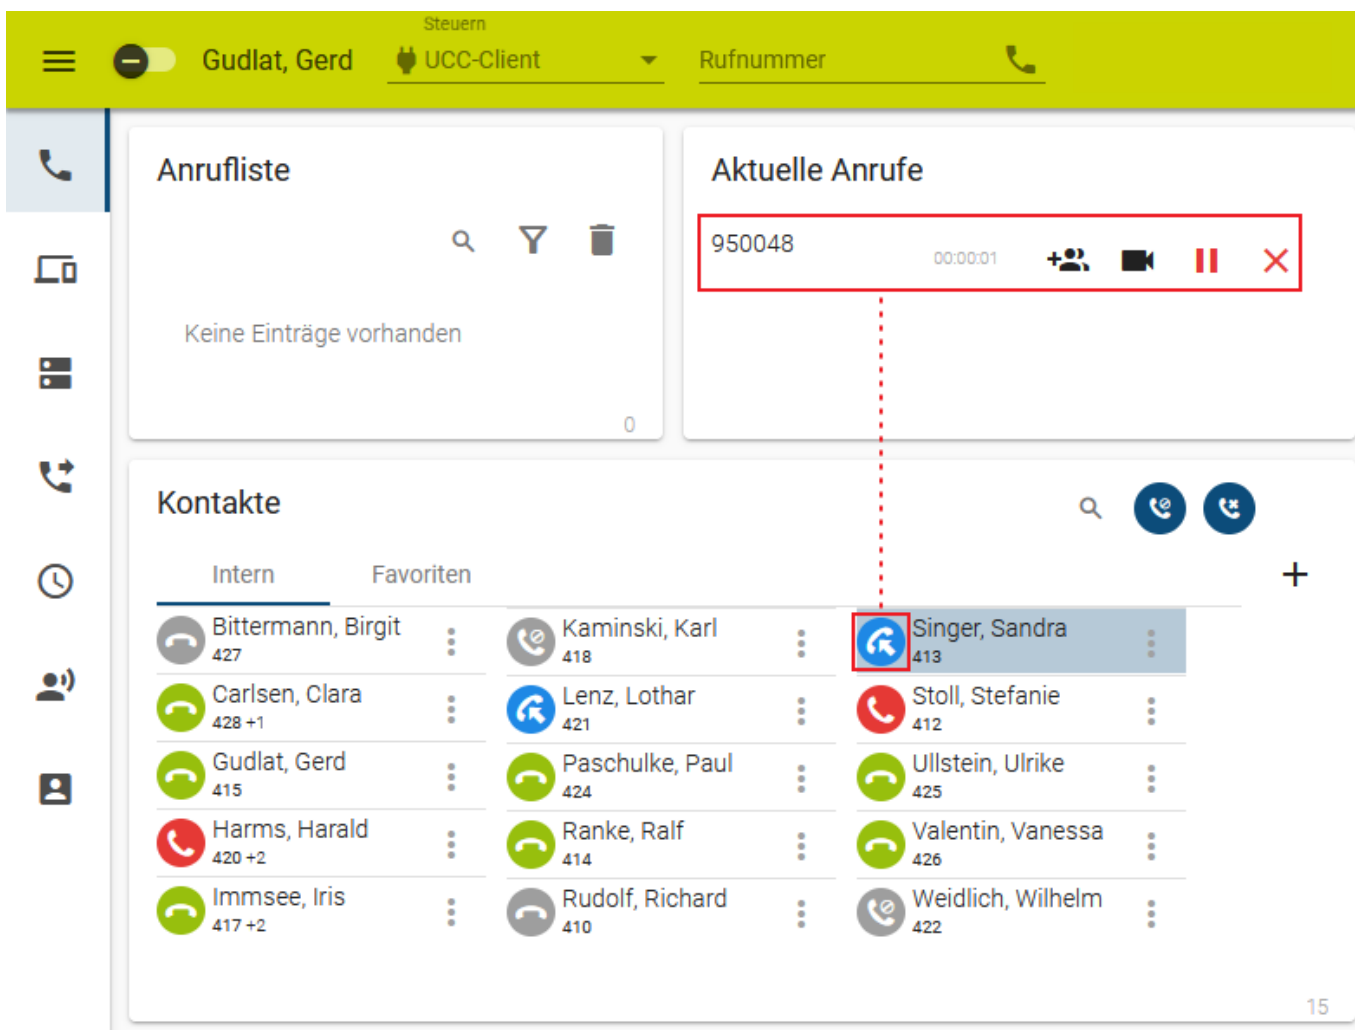 Steuern
Gudlat, Gerd
UCC-Client
Rufnummer
Anrufliste
Keine Einträge vorhanden
0
Aktuelle Anrufe
950048
00:00:01
Kontakte
Intern
Favoriten
Bittermann, Birgit
427
Carlsen, Clara
428 +1
Gudlat, Gerd
415
Harms, Harald
420 +2
Immsee, Iris
417 +2
Kaminski, Karl
418
Lenz, Lothar
421
Paschulke, Paul
424
Ranke, Ralf
414
Rudolf, Richard
410
Singer, Sandra
413
Stoll, Stefanie
412
Ullstein, Ulrike
425
Valentin, Vanessa
426
Weidlich, Wilhelm
422
15